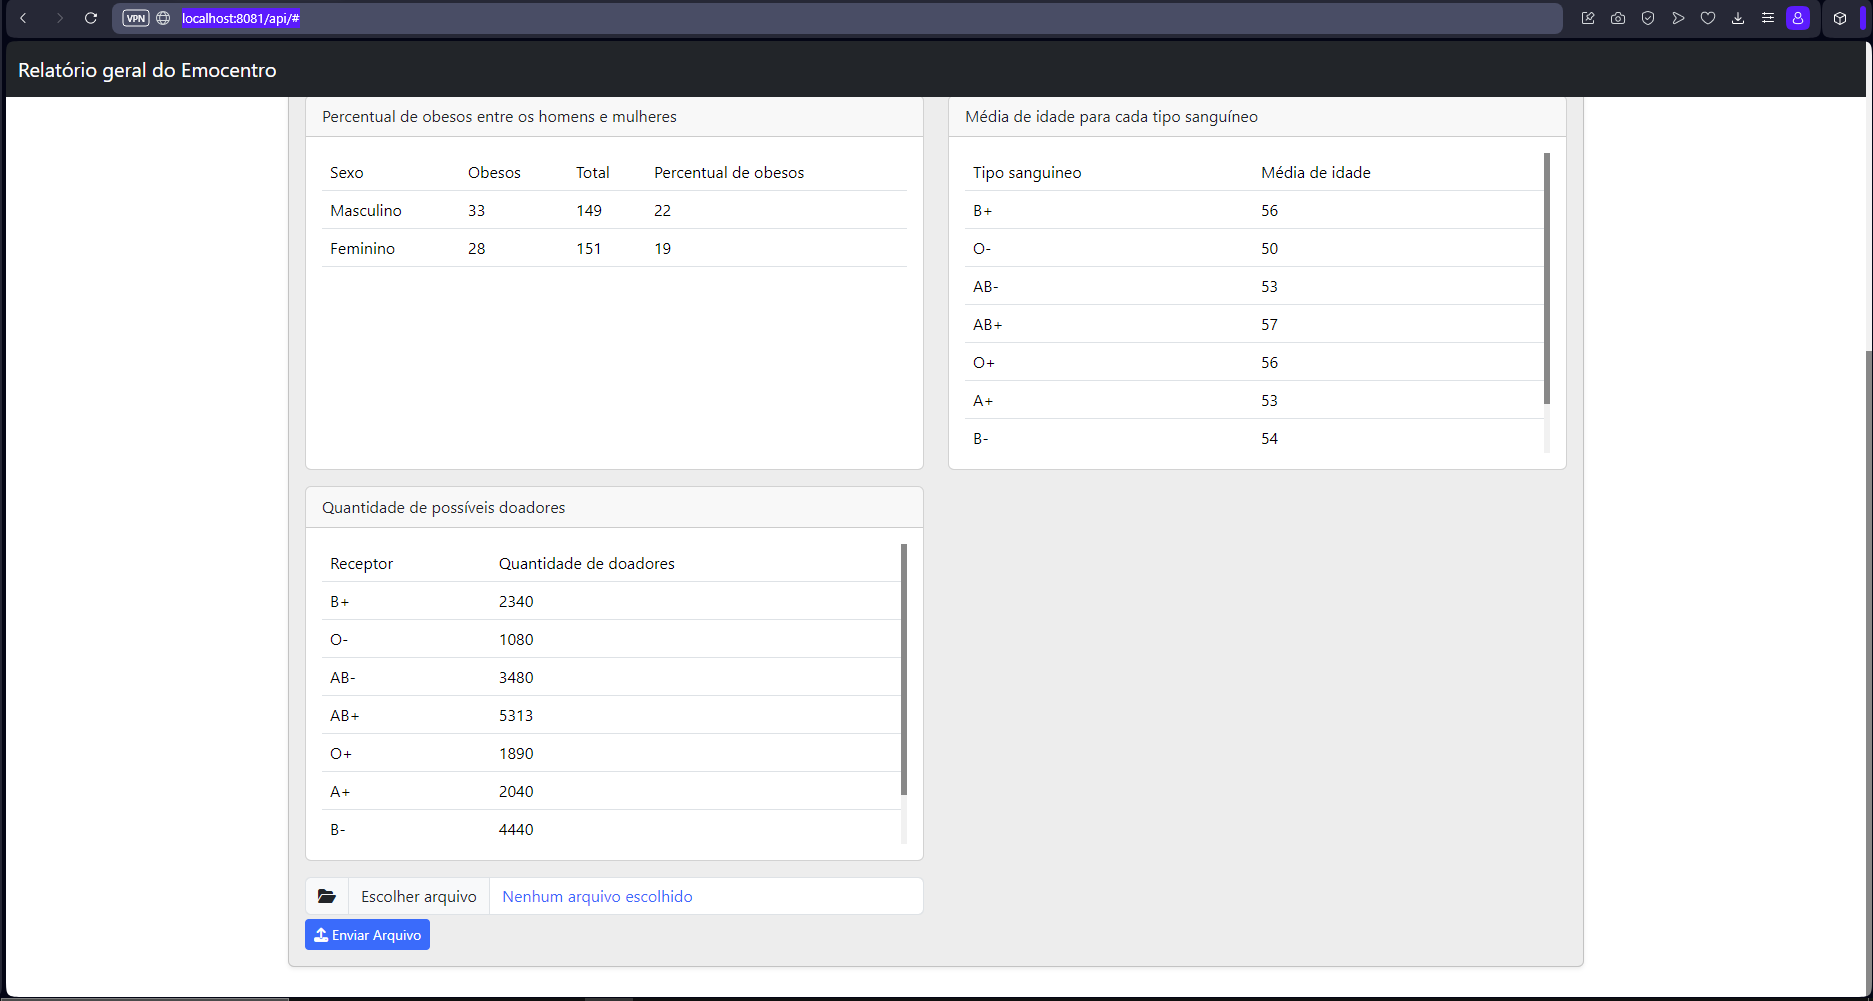 VPN localhost:8081/api/#
Relatório geral do Emocentro
Percentual de obesos entre os homens e mulheres
Sexo Obesos Total Percentual de obesos
Masculino 33 149 22
Feminino 28 151 19
Média de idade para cada tipo sanguíneo
Tipo sanguineo Média de idade
B+ 56
O- 50
AB- 53
AB+ 57
O+ 56
A+ 53
B- 54
Quantidade de possíveis doadores
Receptor Quantidade de doadores
B+ 2340
O- 1080
AB- 3480
AB+ 5313
O+ 1890
A+ 2040
B- 4440
Escolher arquivo Nenhum arquivo escolhido
Enviar Arquivo